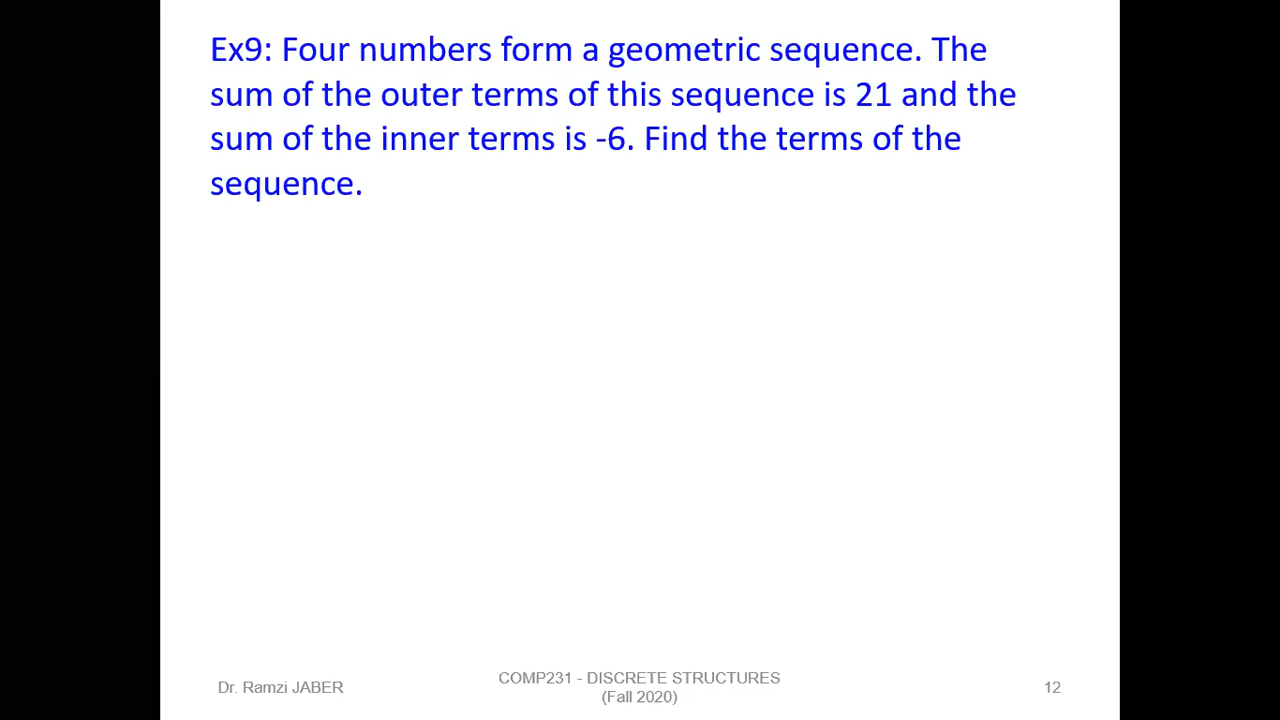 Ex9: Four numbers form a geometric sequence. The
sum of the outer terms of this sequence is 21 and the
sum of the inner terms is -6. Find the terms of the
sequence.
Dr. Ramzi JABER
COMP231 - DISCRETE STRUCTURES
(Fall 2020)
12